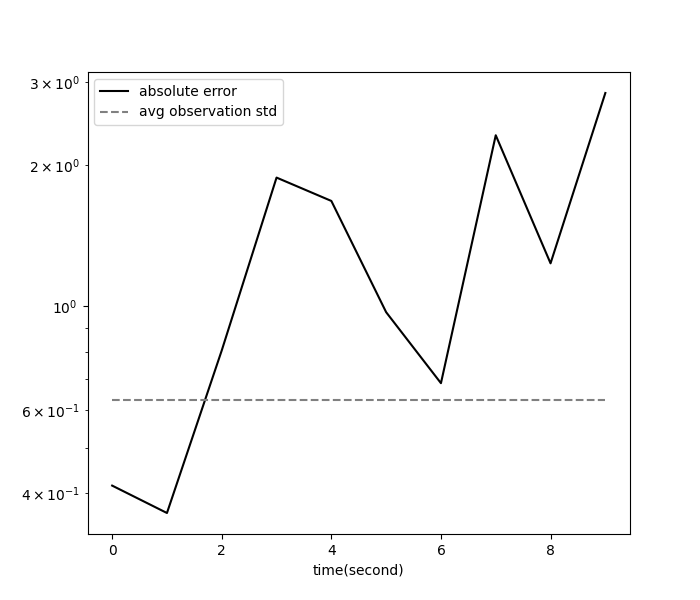 absolute error
avg observation std
3 × 10⁰
2 × 10⁰
10⁰
6 × 10⁻¹
4 × 10⁻¹
0 2 4 6 8
time(second)